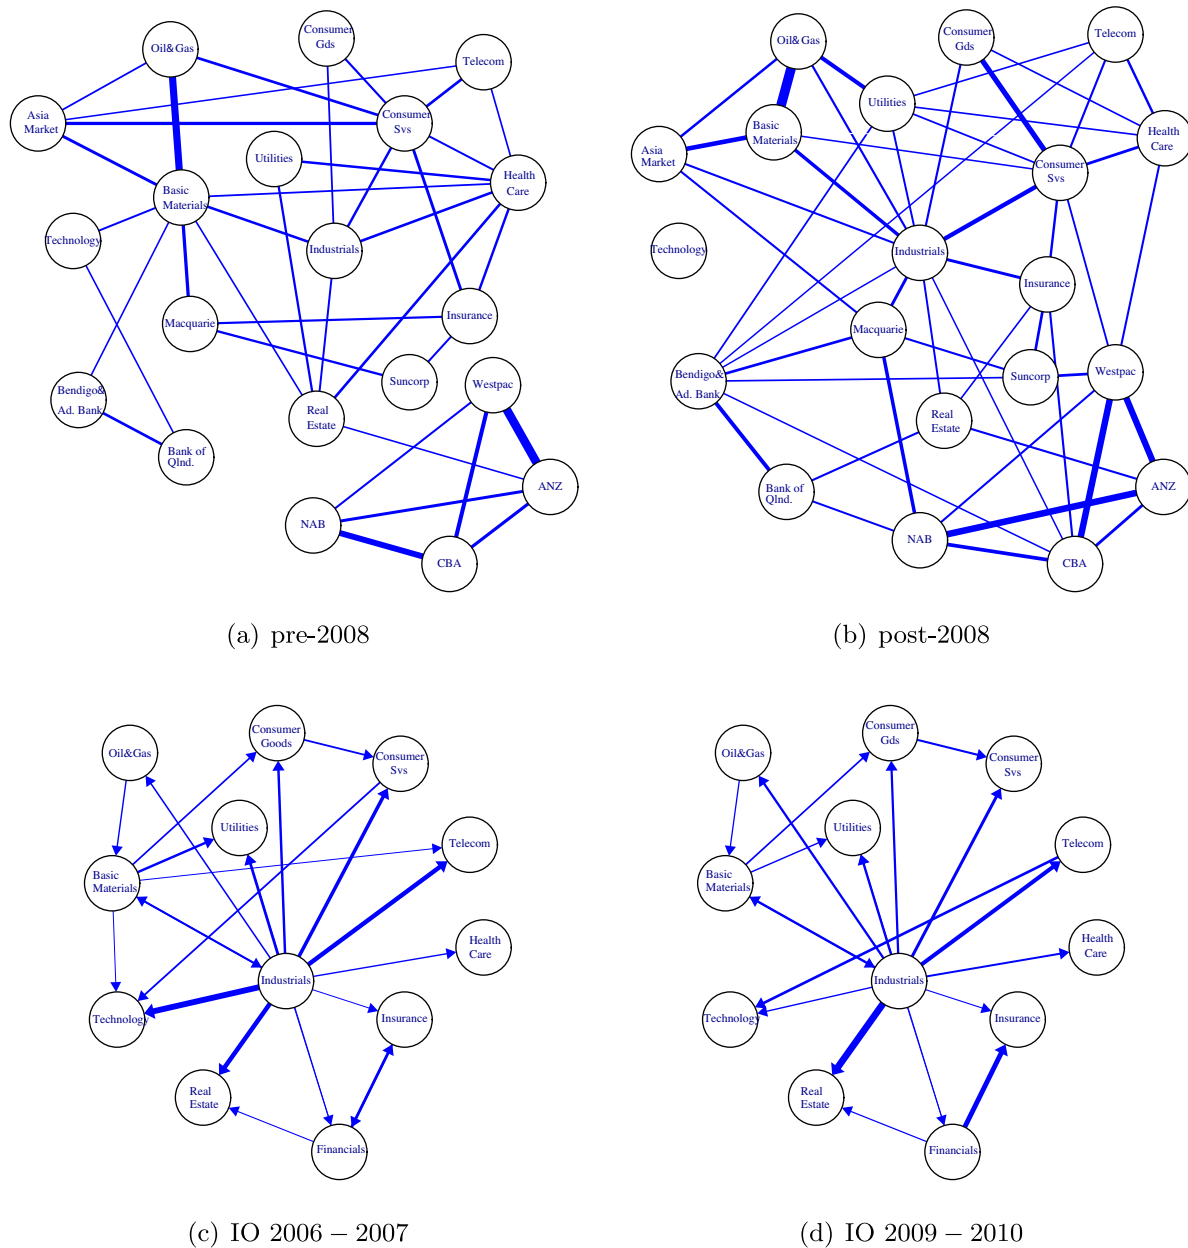 Oil&Gas
Consumer
Gds
Telecom
Asia
Market
Consumer
Svs
Utilities
Health
Care
Basic
Materials
Technology
Industrials
Macquarie
Insurance
Suncorp
Westpac
Bendigo&
Ad. Bank
Real
Estate
Bank of
Qlnd.
ANZ
NAB
CBA
(a) pre-2008
Oil&Gas
Consumer
Gds
Telecom
Utilities
Basic
Materials
Health
Care
Asia
Market
Consumer
Svs
Technology
Industrials
Insurance
Macquarie
Bendigo&
Ad. Bank
Suncorp
Westpac
Real
Estate
Bank of
Qlnd.
ANZ
NAB
CBA
(b) post-2008
Oil&Gas
Consumer
Goods
Consumer
Svs
Utilities
Telecom
Basic
Materials
Health
Care
Industrials
Technology
Insurance
Real
Estate
Financials
(c) IO 2006 – 2007
Oil&Gas
Consumer
Gds
Consumer
Svs
Utilities
Telecom
Basic
Materials
Health
Care
Industrials
Technology
Insurance
Real
Estate
Financials
(d) IO 2009 – 2010